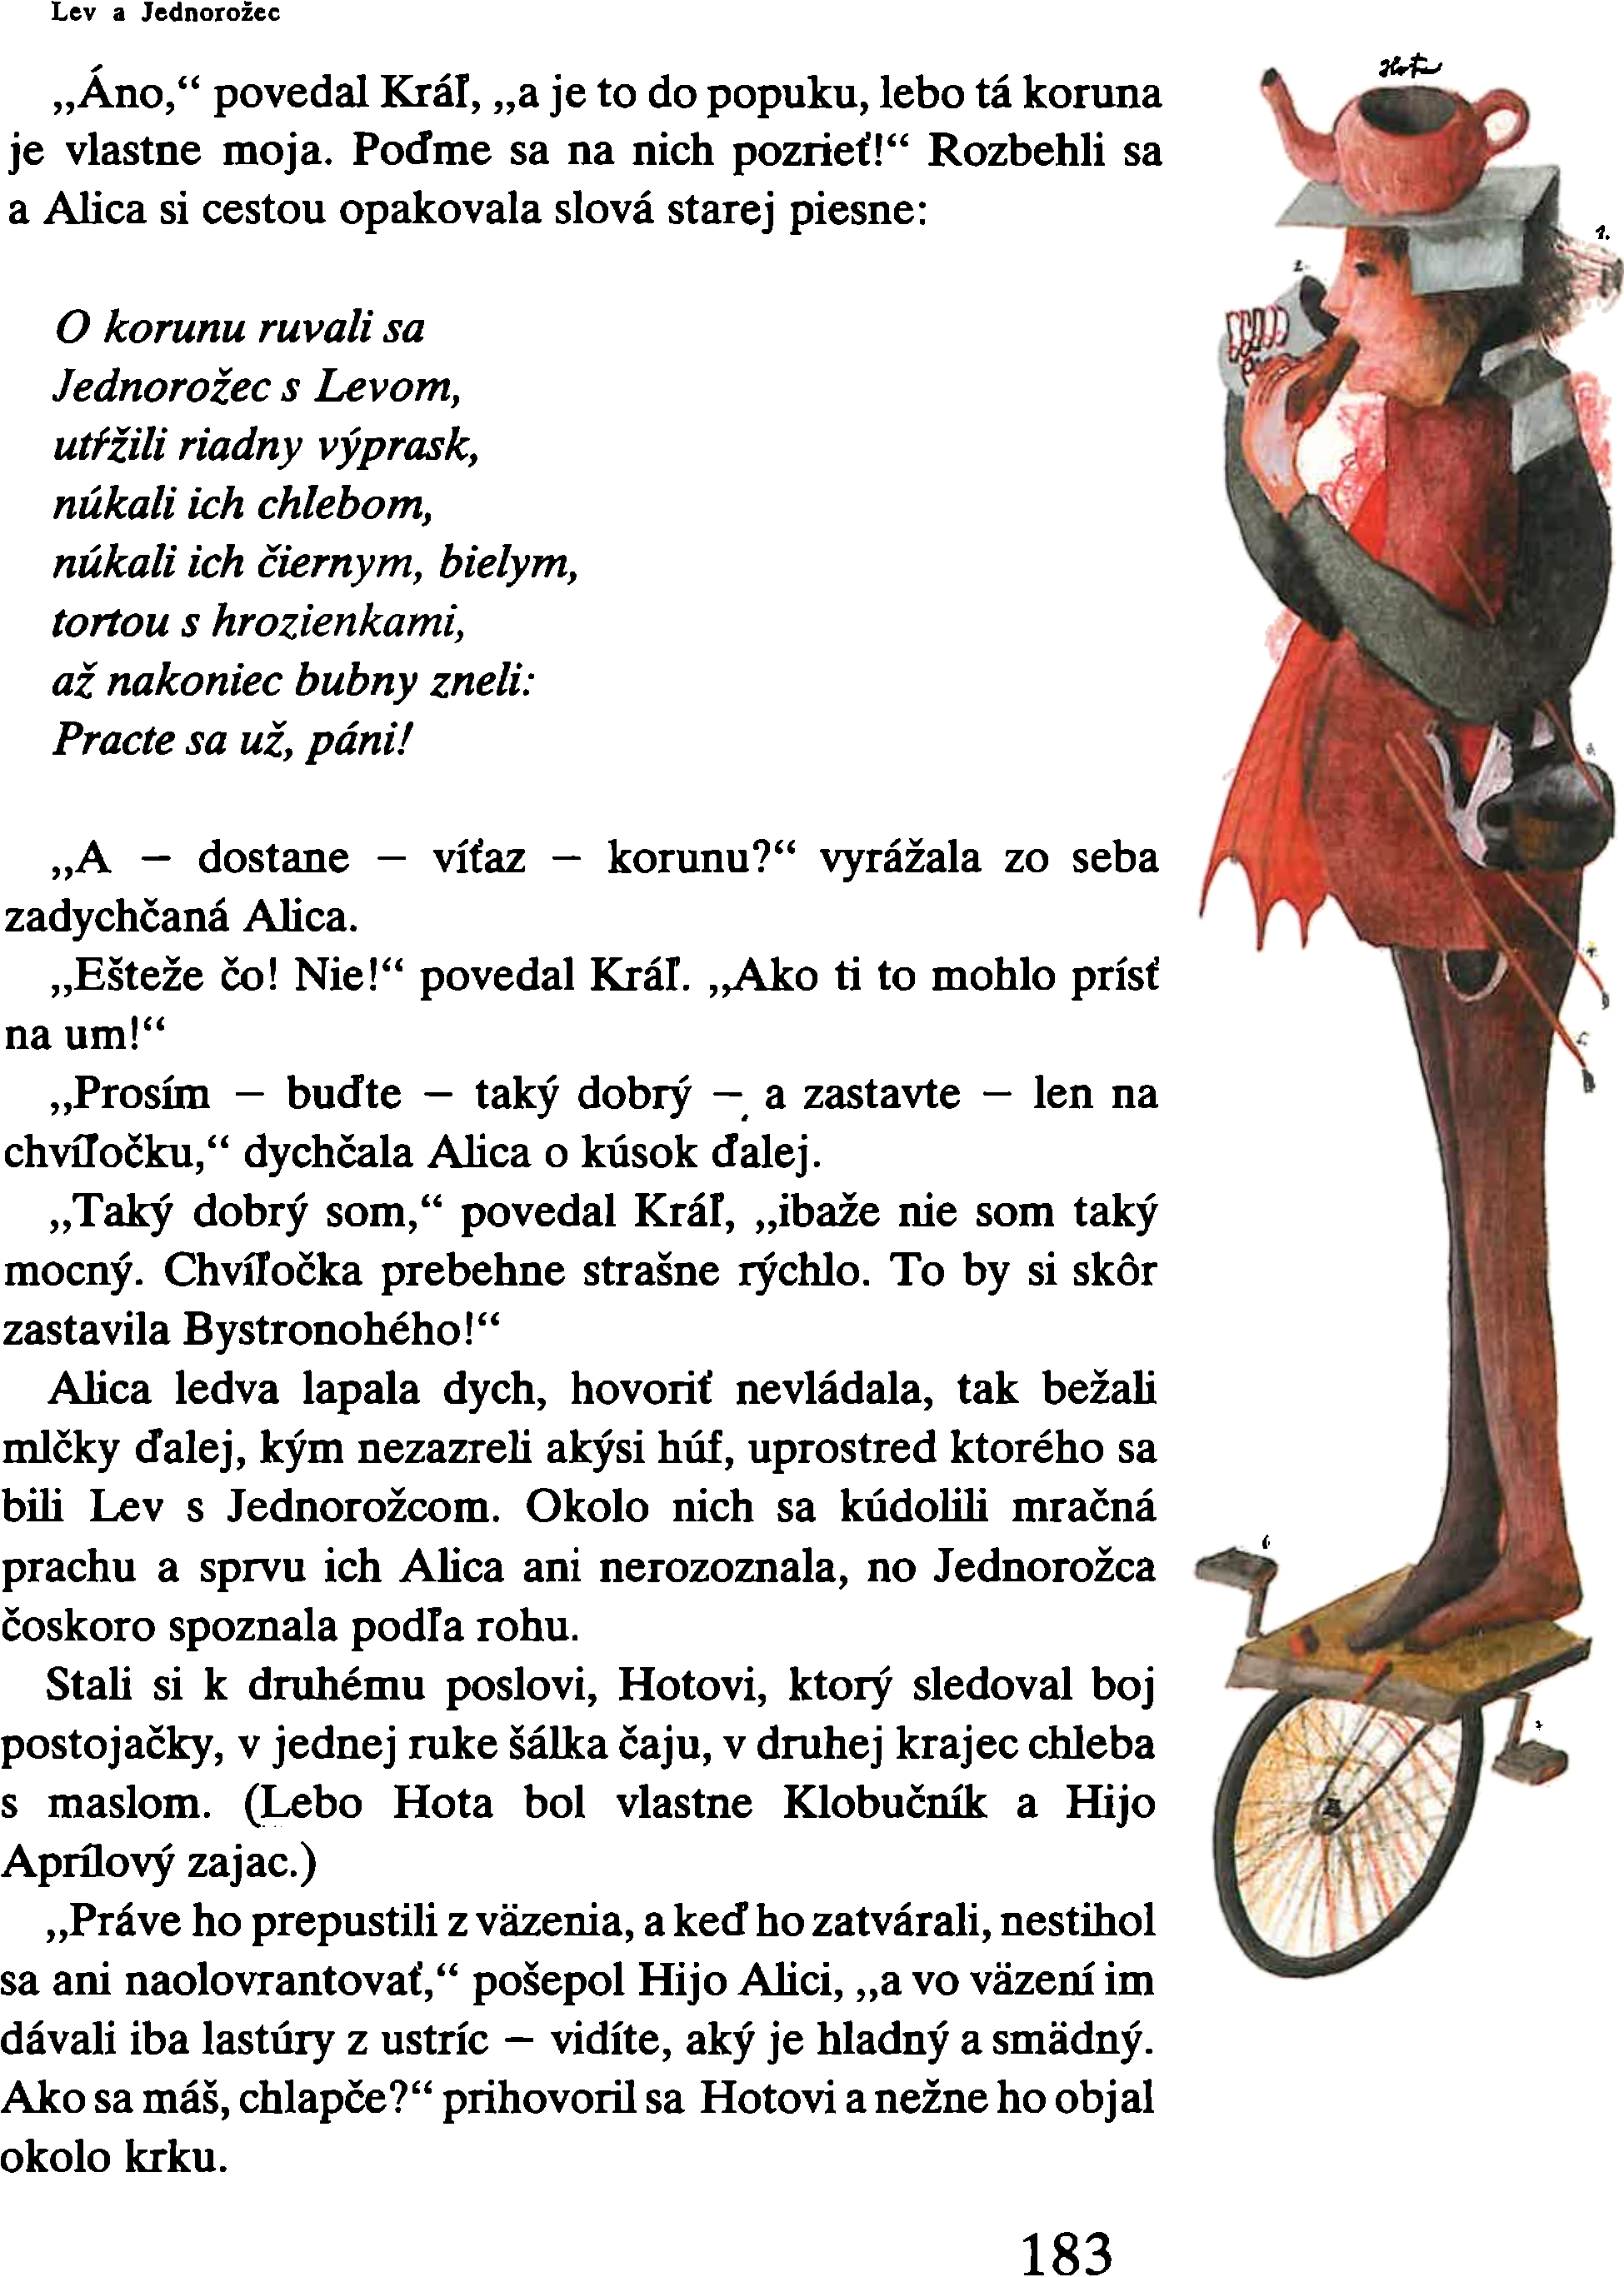 Lev a Jednorožec
„Áno,“ povedal Kráľ, „a je to do popuku, lebo tá koruna
je vlastne moja. Poďme sa na nich pozrieť!“ Rozbehli sa
a Alica si cestou opakovala slová starej piesne:
O korunu ruvali sa
Jednorožec s Levom,
utŕžili riadny výprask,
núkali ich chlebom,
núkali ich čiernym, bielym,
tortou s hrozienkami,
až nakoniec bubny zneli:
Practe sa už, páni!
„A – dostane – víťaz – korunu?“ vyrážala zo seba
zadychčaná Alica.
„Ešteže čo! Nie!“ povedal Kráľ. „Ako ti to mohlo prísť
na um!“
„Prosím – buďte – taký dobrý – a zastavte – len na
chvíľočku,“ dychčala Alica o kúsok ďalej.
„Taký dobrý som,“ povedal Kráľ, „ibaže nie som taký
mocný. Chvíľočka prebehne strašne rýchlo. To by si skôr
zastavila Bystronohého!“
Alica ledva lapala dych, hovoriť nevládala, tak bežali
mlčky ďalej, kým nezazreli akýsi húf, uprostred ktorého sa
bili Lev s Jednorožcom. Okolo nich sa kúdolili mračná
prachu a sprvu ich Alica ani nerozoznala, no Jednorožca
čoskoro spoznala podľa rohu.
Stali si k druhému poslovi, Hotovi, ktorý sledoval boj
postojačky, v jednej ruke šálka čaju, v druhej krajec chleba
s maslom. (Lebo Hota bol vlastne Klobučník a Hijo
Aprílový zajac.)
„Práve ho prepustili z väzenia, a keď ho zatvárali, nestihol
sa ani naolovrantovať,“ pošepol Hijo Alici, „a vo väzení im
dávali iba lastúry z ustríc – vidíte, aký je hladný a smädný.
Ako sa máš, chlapče?“ prihovoril sa Hotovi a nežne ho objal
okolo krku.
183
1.
2.